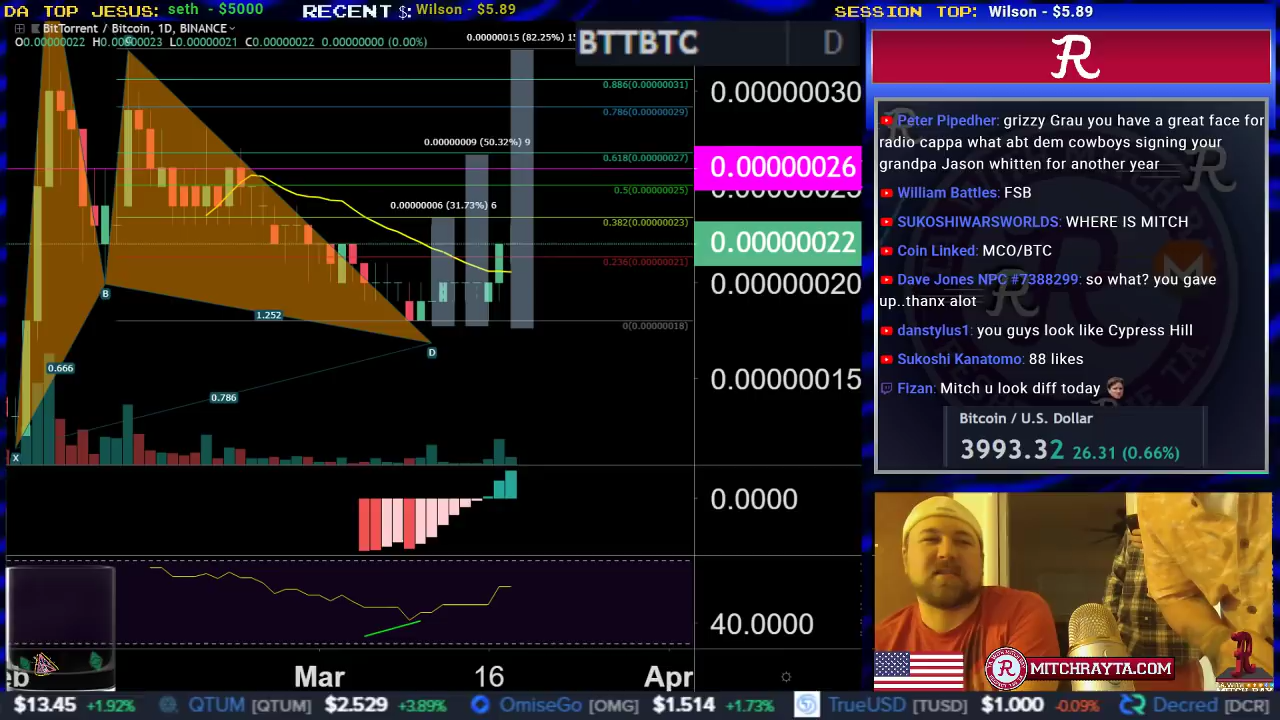 DA TOP JESUS: seth - $5000
RECENT $: Wilson - $5.89
SESSION TOP: Wilson - $5.89
BitTorrent / Bitcoin, 1D, BINANCE
O0.00000022 H0.00000023 L0.00000021 C0.00000022 0.00000000 (0.00%)
0.00000015 (82.25%) 15
BTTBTC D
0.886(0.00000031)
0.786(0.00000029)
0.00000009 (50.32%) 9
0.618(0.00000027)
0.5(0.00000025)
0.00000006 (31.73%) 6
0.382(0.00000023)
0.236(0.00000021)
0(0.00000018)
0.00000030
0.00000026
0.00000025
0.00000022
0.00000020
0.00000015
B
1.252
D
0.666
0.786
X
0.0000
40.0000
eb
Mar
16
Apr
R
Peter Pipedher: grizzy Grau you have a great face for
radio cappa what abt dem cowboys signing your
grandpa Jason whitten for another year
William Battles: FSB
SUKOSHIWARSWORLDS: WHERE IS MITCH
Coin Linked: MCO/BTC
Dave Jones NPC #7388299: so what? you gave
up..thanx alot
danstylus1: you guys look like Cypress Hill
Sukoshi Kanatomo: 88 likes
Fizan: Mitch u look diff today
Bitcoin / U.S. Dollar
3993.32 26.31 (0.66%)
MITCHRAYTA.COM
$13.45 +1.92% QTUM [QTUM] $2.529 +3.89% OmiseGo [OMG] $1.514 +1.73% TrueUSD [TUSD] $1.000 -0.09% Decred [DCR]